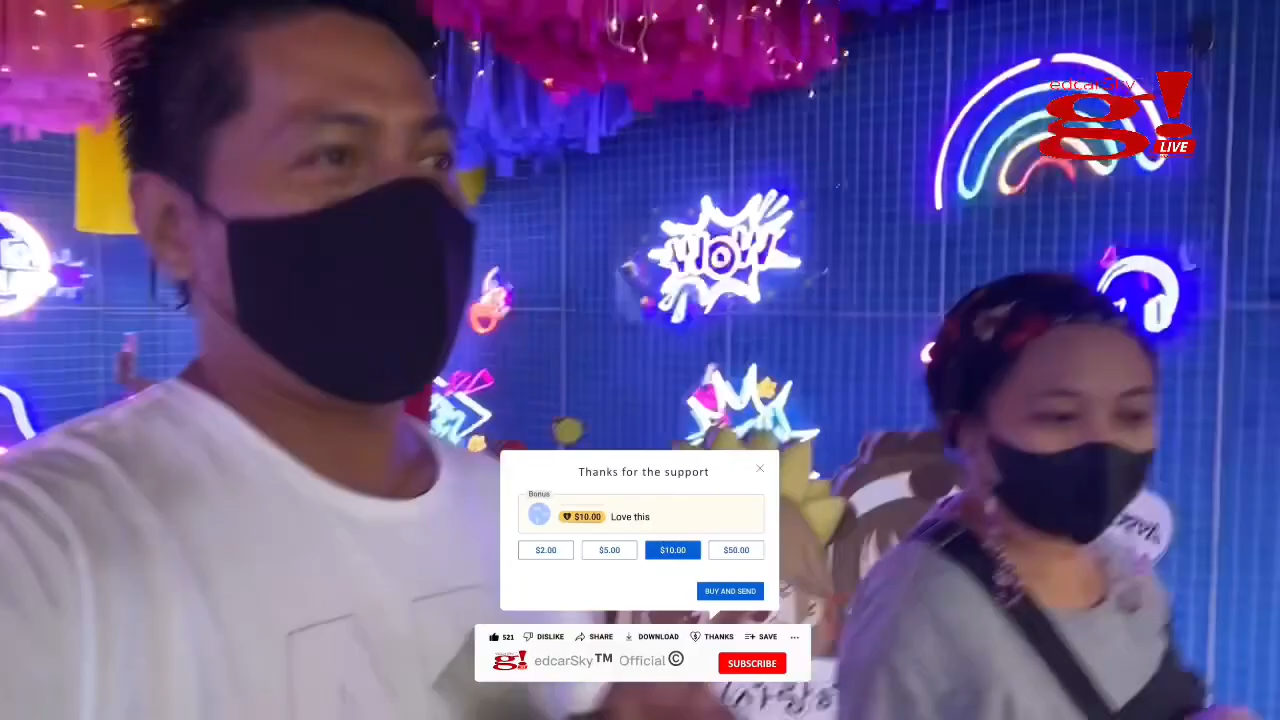 edcarSky
g!
LIVE
WOW
Thanks for the support
Bonus
$10.00 Love this
$2.00 $5.00 $10.00 $50.00
BUY AND SEND
521 DISLIKE SHARE DOWNLOAD THANKS SAVE ...
g! edcarSky™ Official © SUBSCRIBE